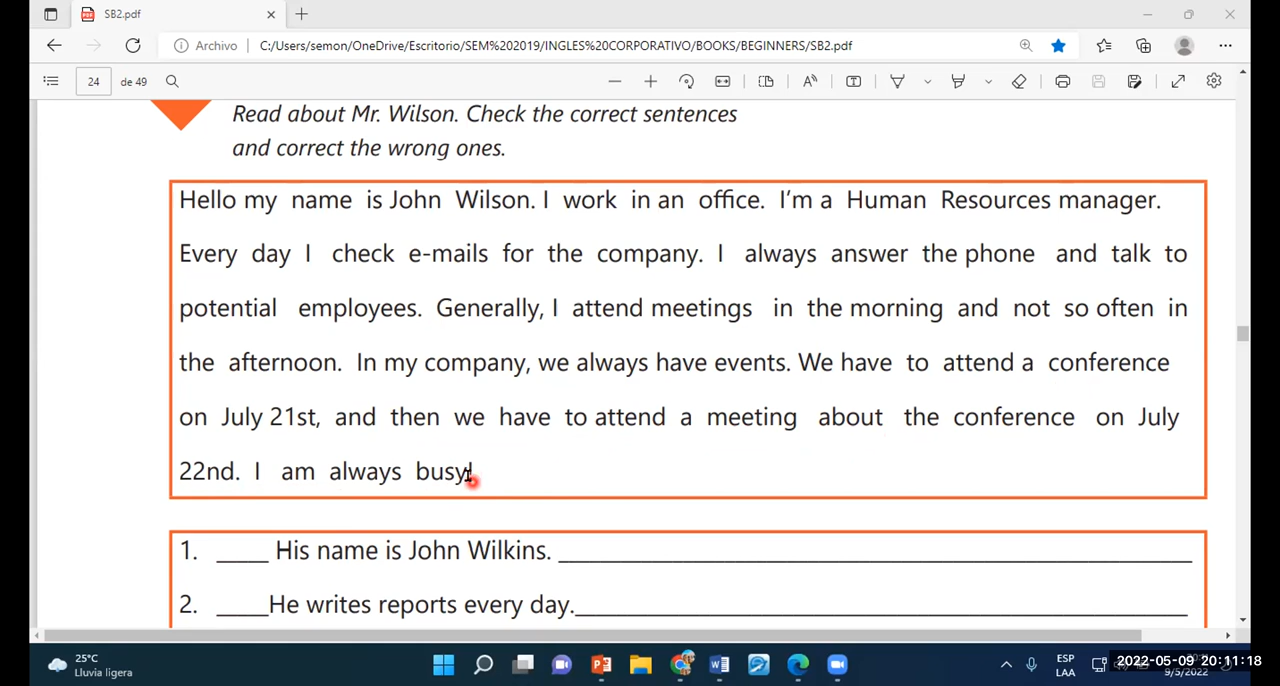 SB2.pdf
Archivo C:/Users/semon/OneDrive/Escritorio/SEM%202019/INGLES%20CORPORATIVO/BOOKS/BEGINNERS/SB2.pdf
24 de 49
Read about Mr. Wilson. Check the correct sentences
and correct the wrong ones.
Hello my name is John Wilson. I work in an office. I'm a Human Resources manager.
Every day I check e-mails for the company. I always answer the phone and talk to
potential employees. Generally, I attend meetings in the morning and not so often in
the afternoon. In my company, we always have events. We have to attend a conference
on July 21st, and then we have to attend a meeting about the conference on July
22nd. I am always busy!
1. ____ His name is John Wilkins. ____
2. ____He writes reports every day.____
25°C
Lluvia ligera
ESP
LAA
2022-05-09 20:11:18
9/5/2022